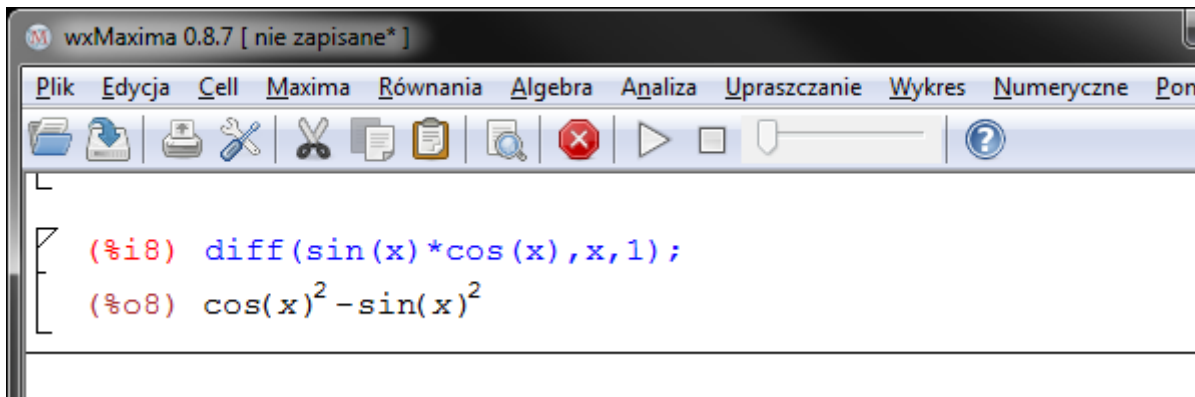 wxMaxima 0.8.7 [ nie zapisane* ]
Plik Edycja Cell Maxima Równania Algebra Analiza Upraszczanie Wykres Numeryczne
(%i8) diff(sin(x)*cos(x),x,1);
(%o8) cos(x)²-sin(x)²